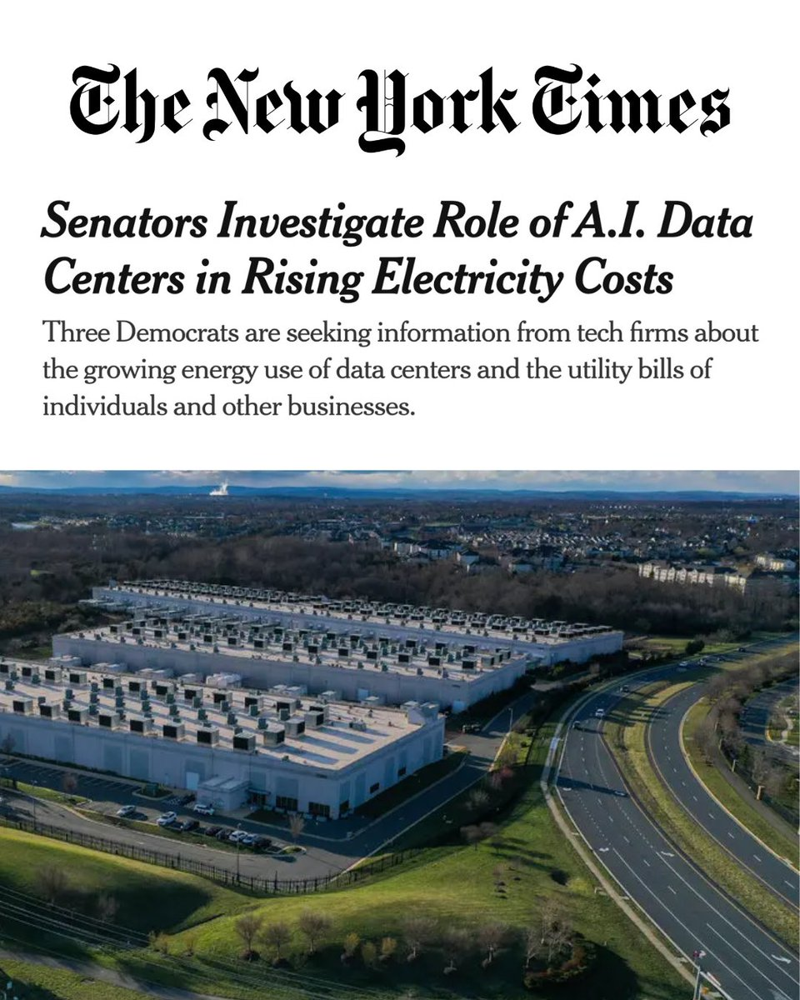 The New York Times
Senators Investigate Role of A.I. Data
Centers in Rising Electricity Costs
Three Democrats are seeking information from tech firms about
the growing energy use of data centers and the utility bills of
individuals and other businesses.